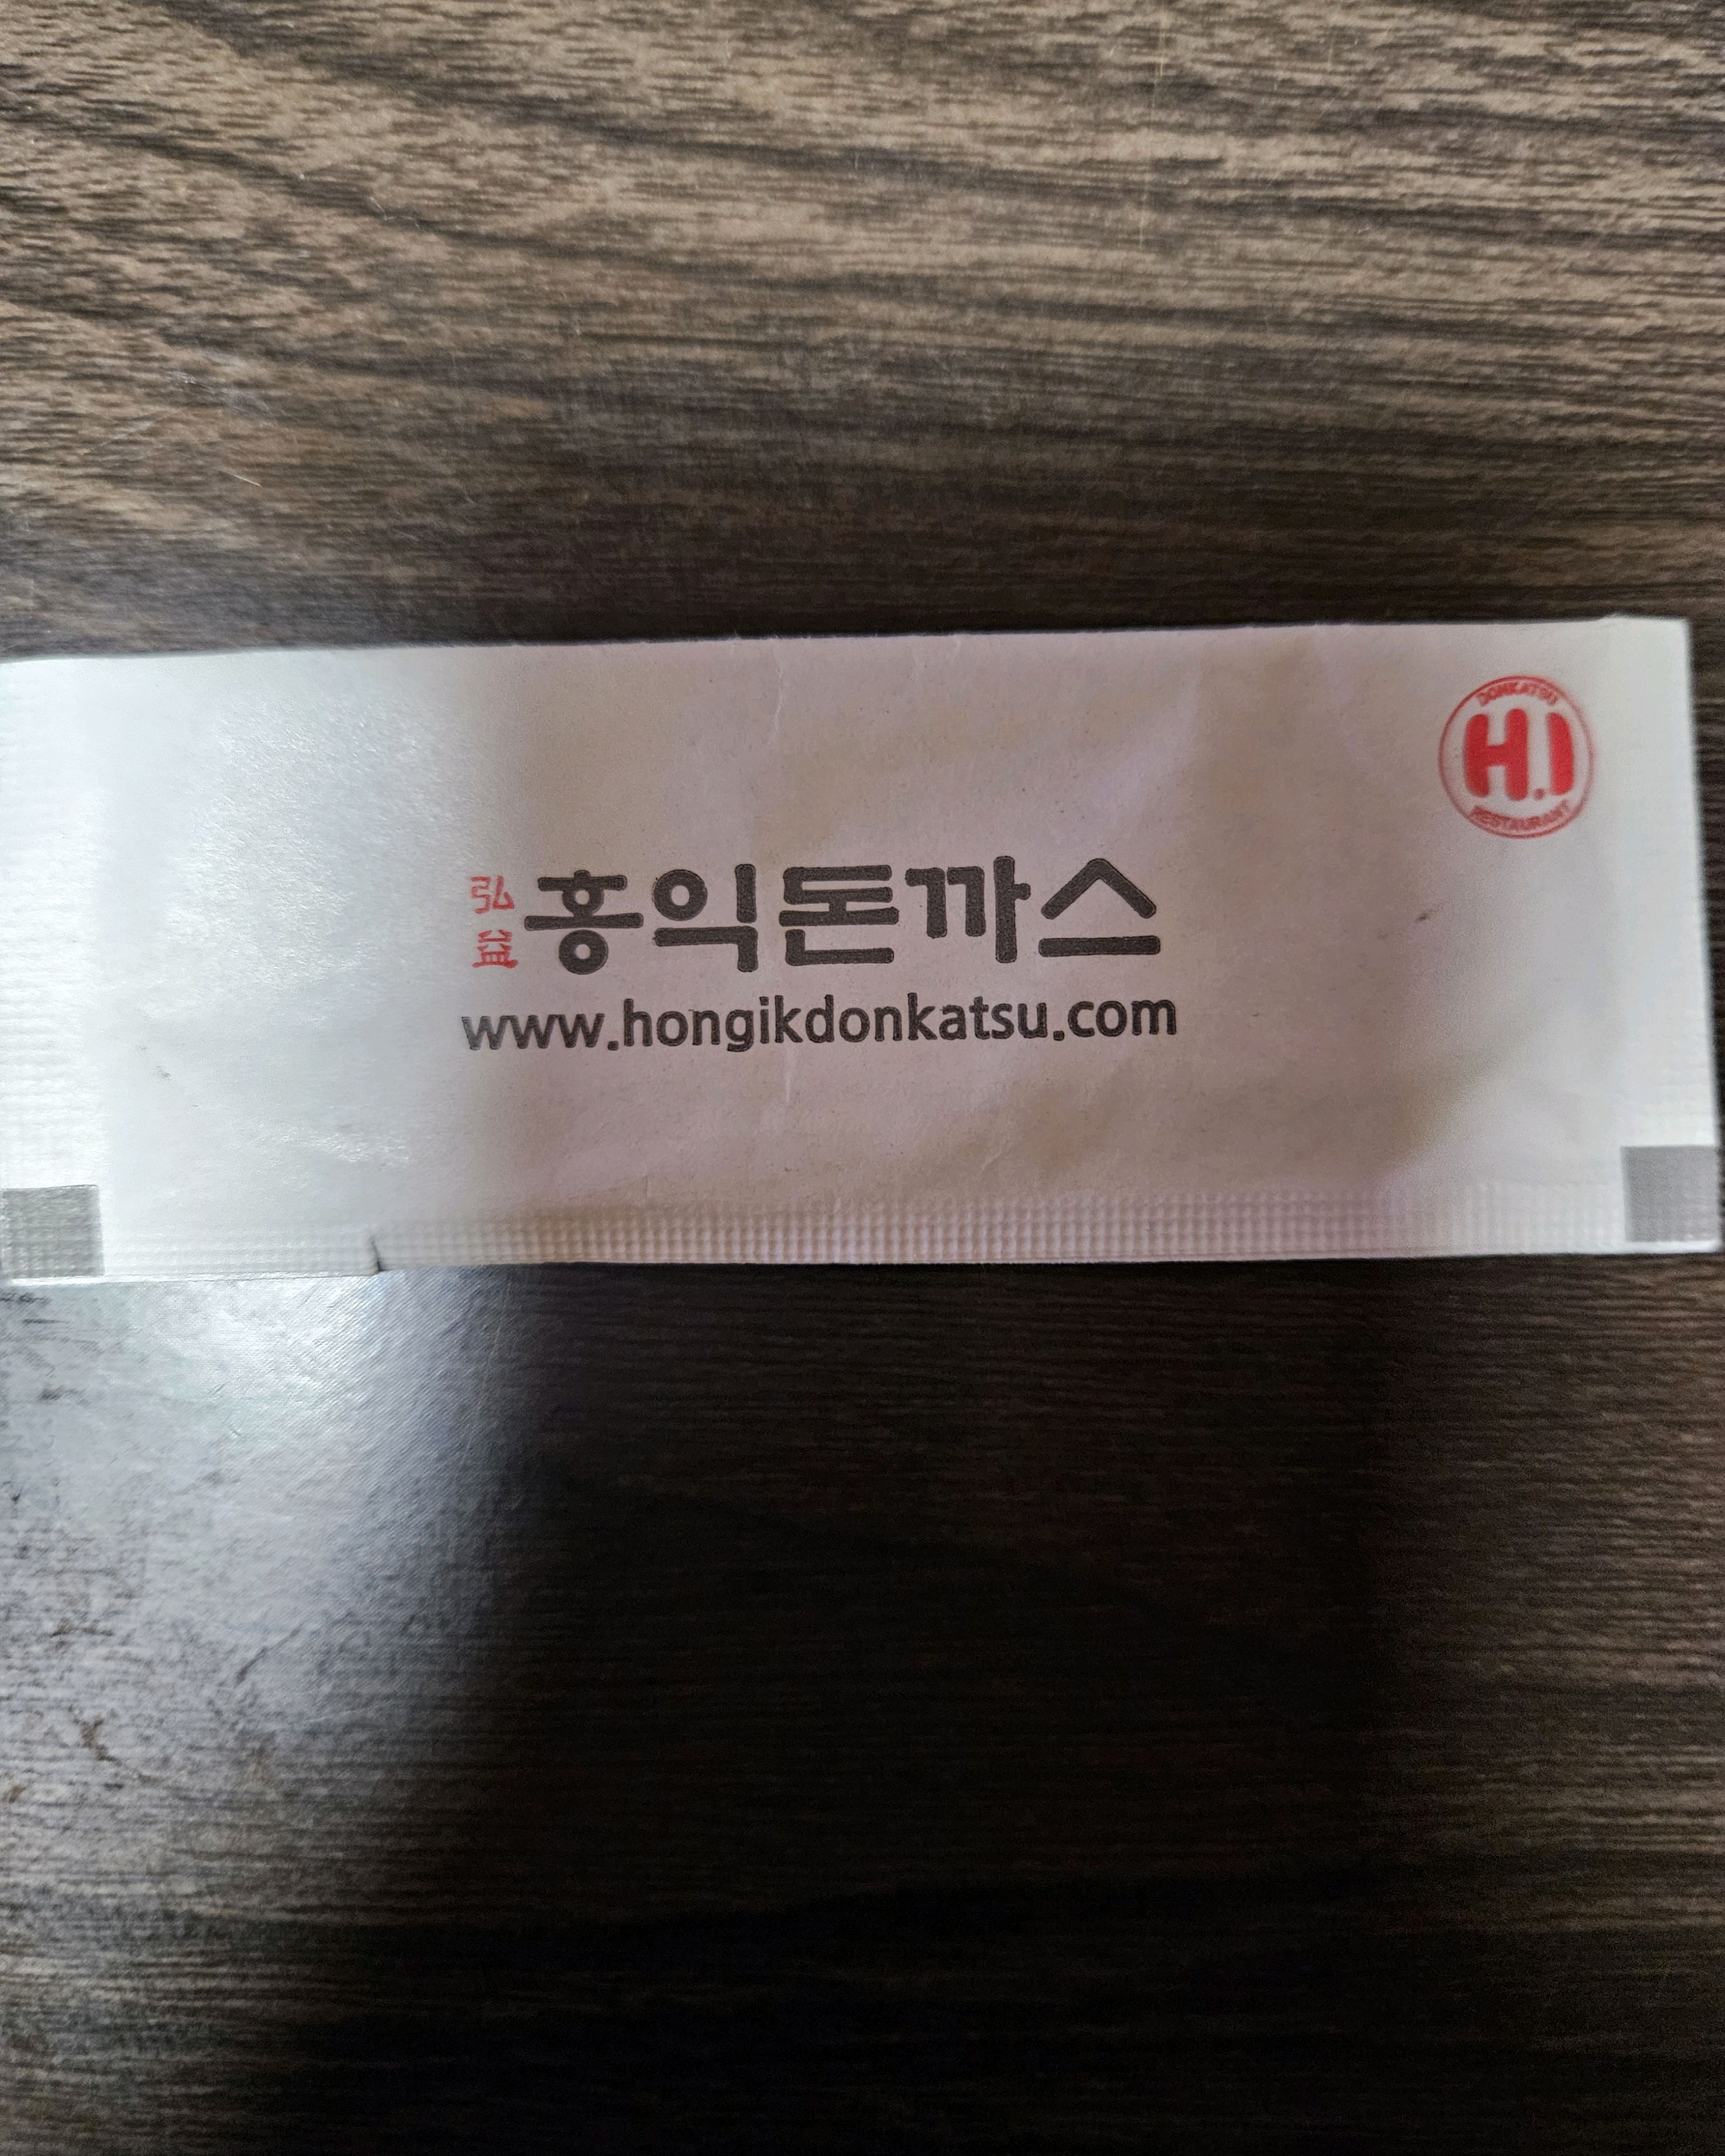 DONKATSU
H.I
RESTAURANT
弘益 홍익돈까스
www.hongikdonkatsu.com